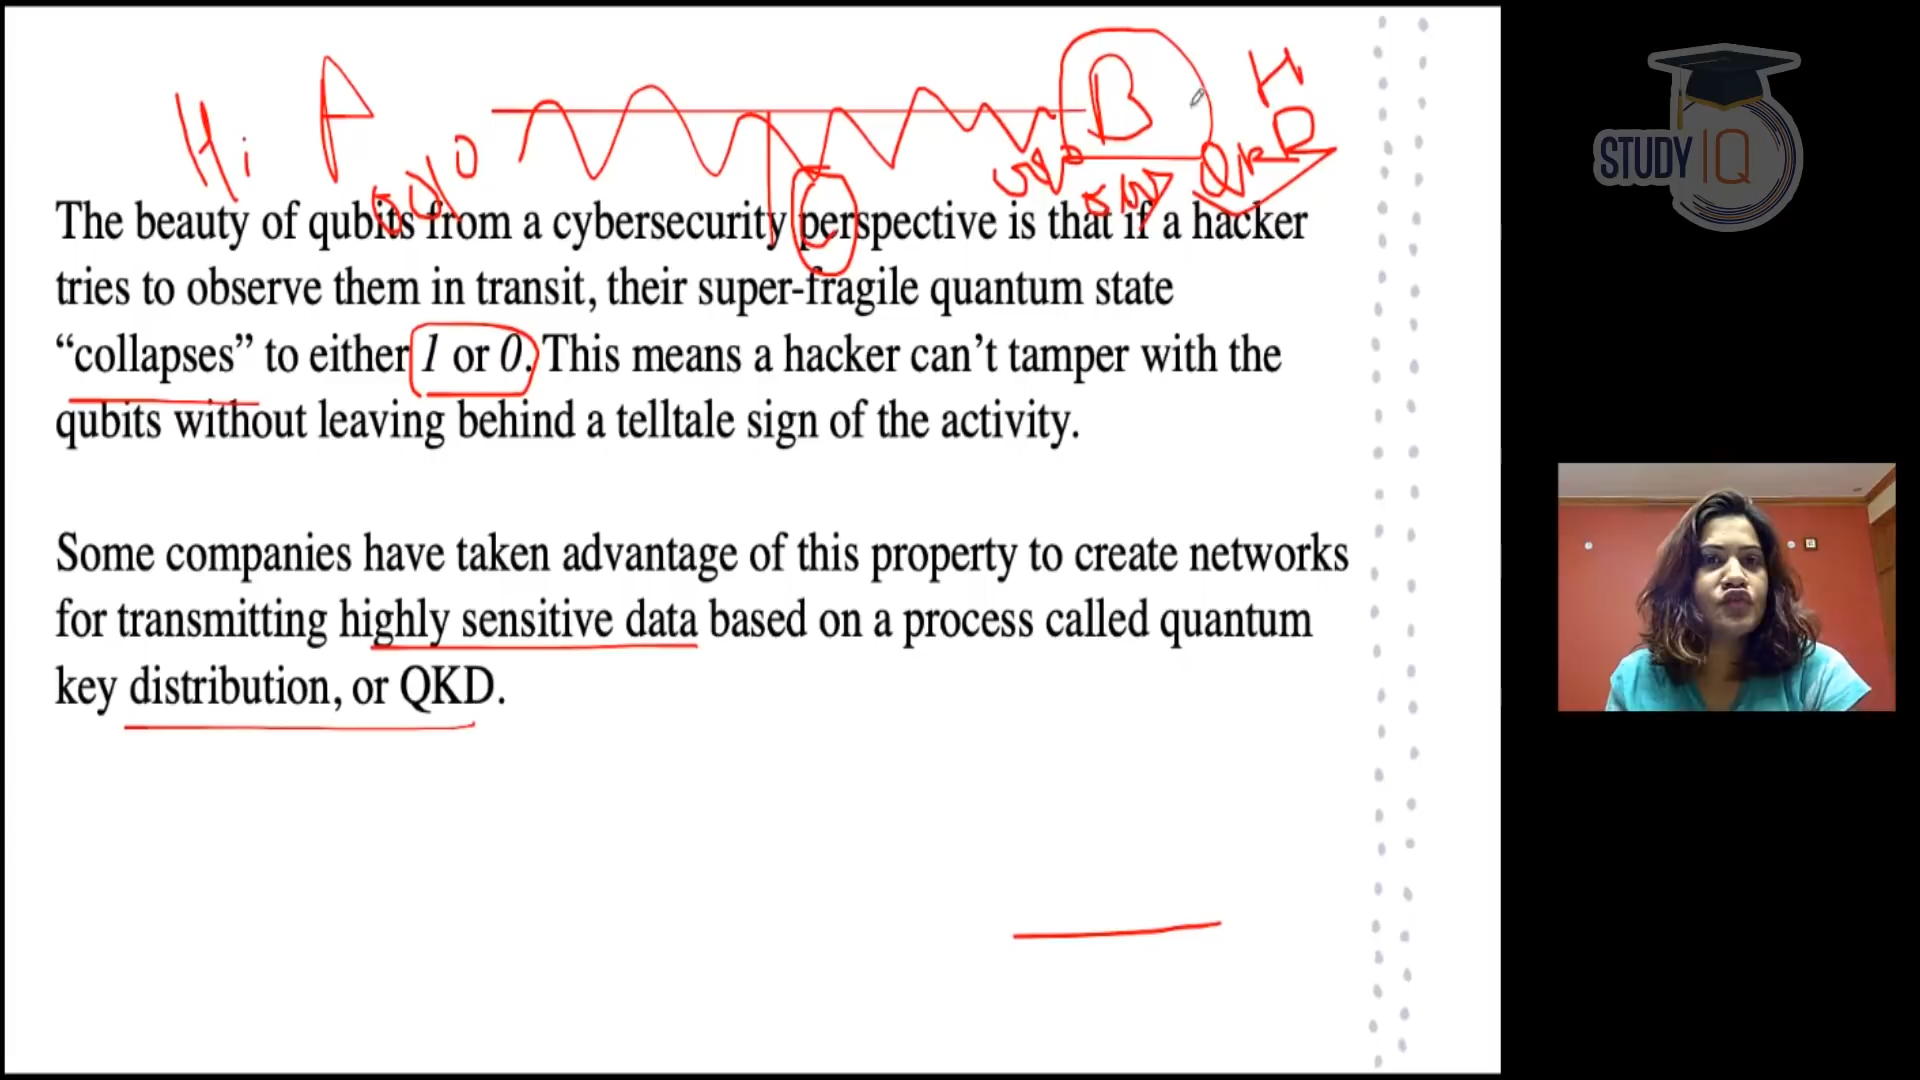 Hi A B H
C
The beauty of qubits from a cybersecurity perspective is that if a hacker
tries to observe them in transit, their super-fragile quantum state
“collapses” to either 1 or 0. This means a hacker can’t tamper with the
qubits without leaving behind a telltale sign of the activity.
Some companies have taken advantage of this property to create networks
for transmitting highly sensitive data based on a process called quantum
key distribution, or QKD.
STUDY IQ